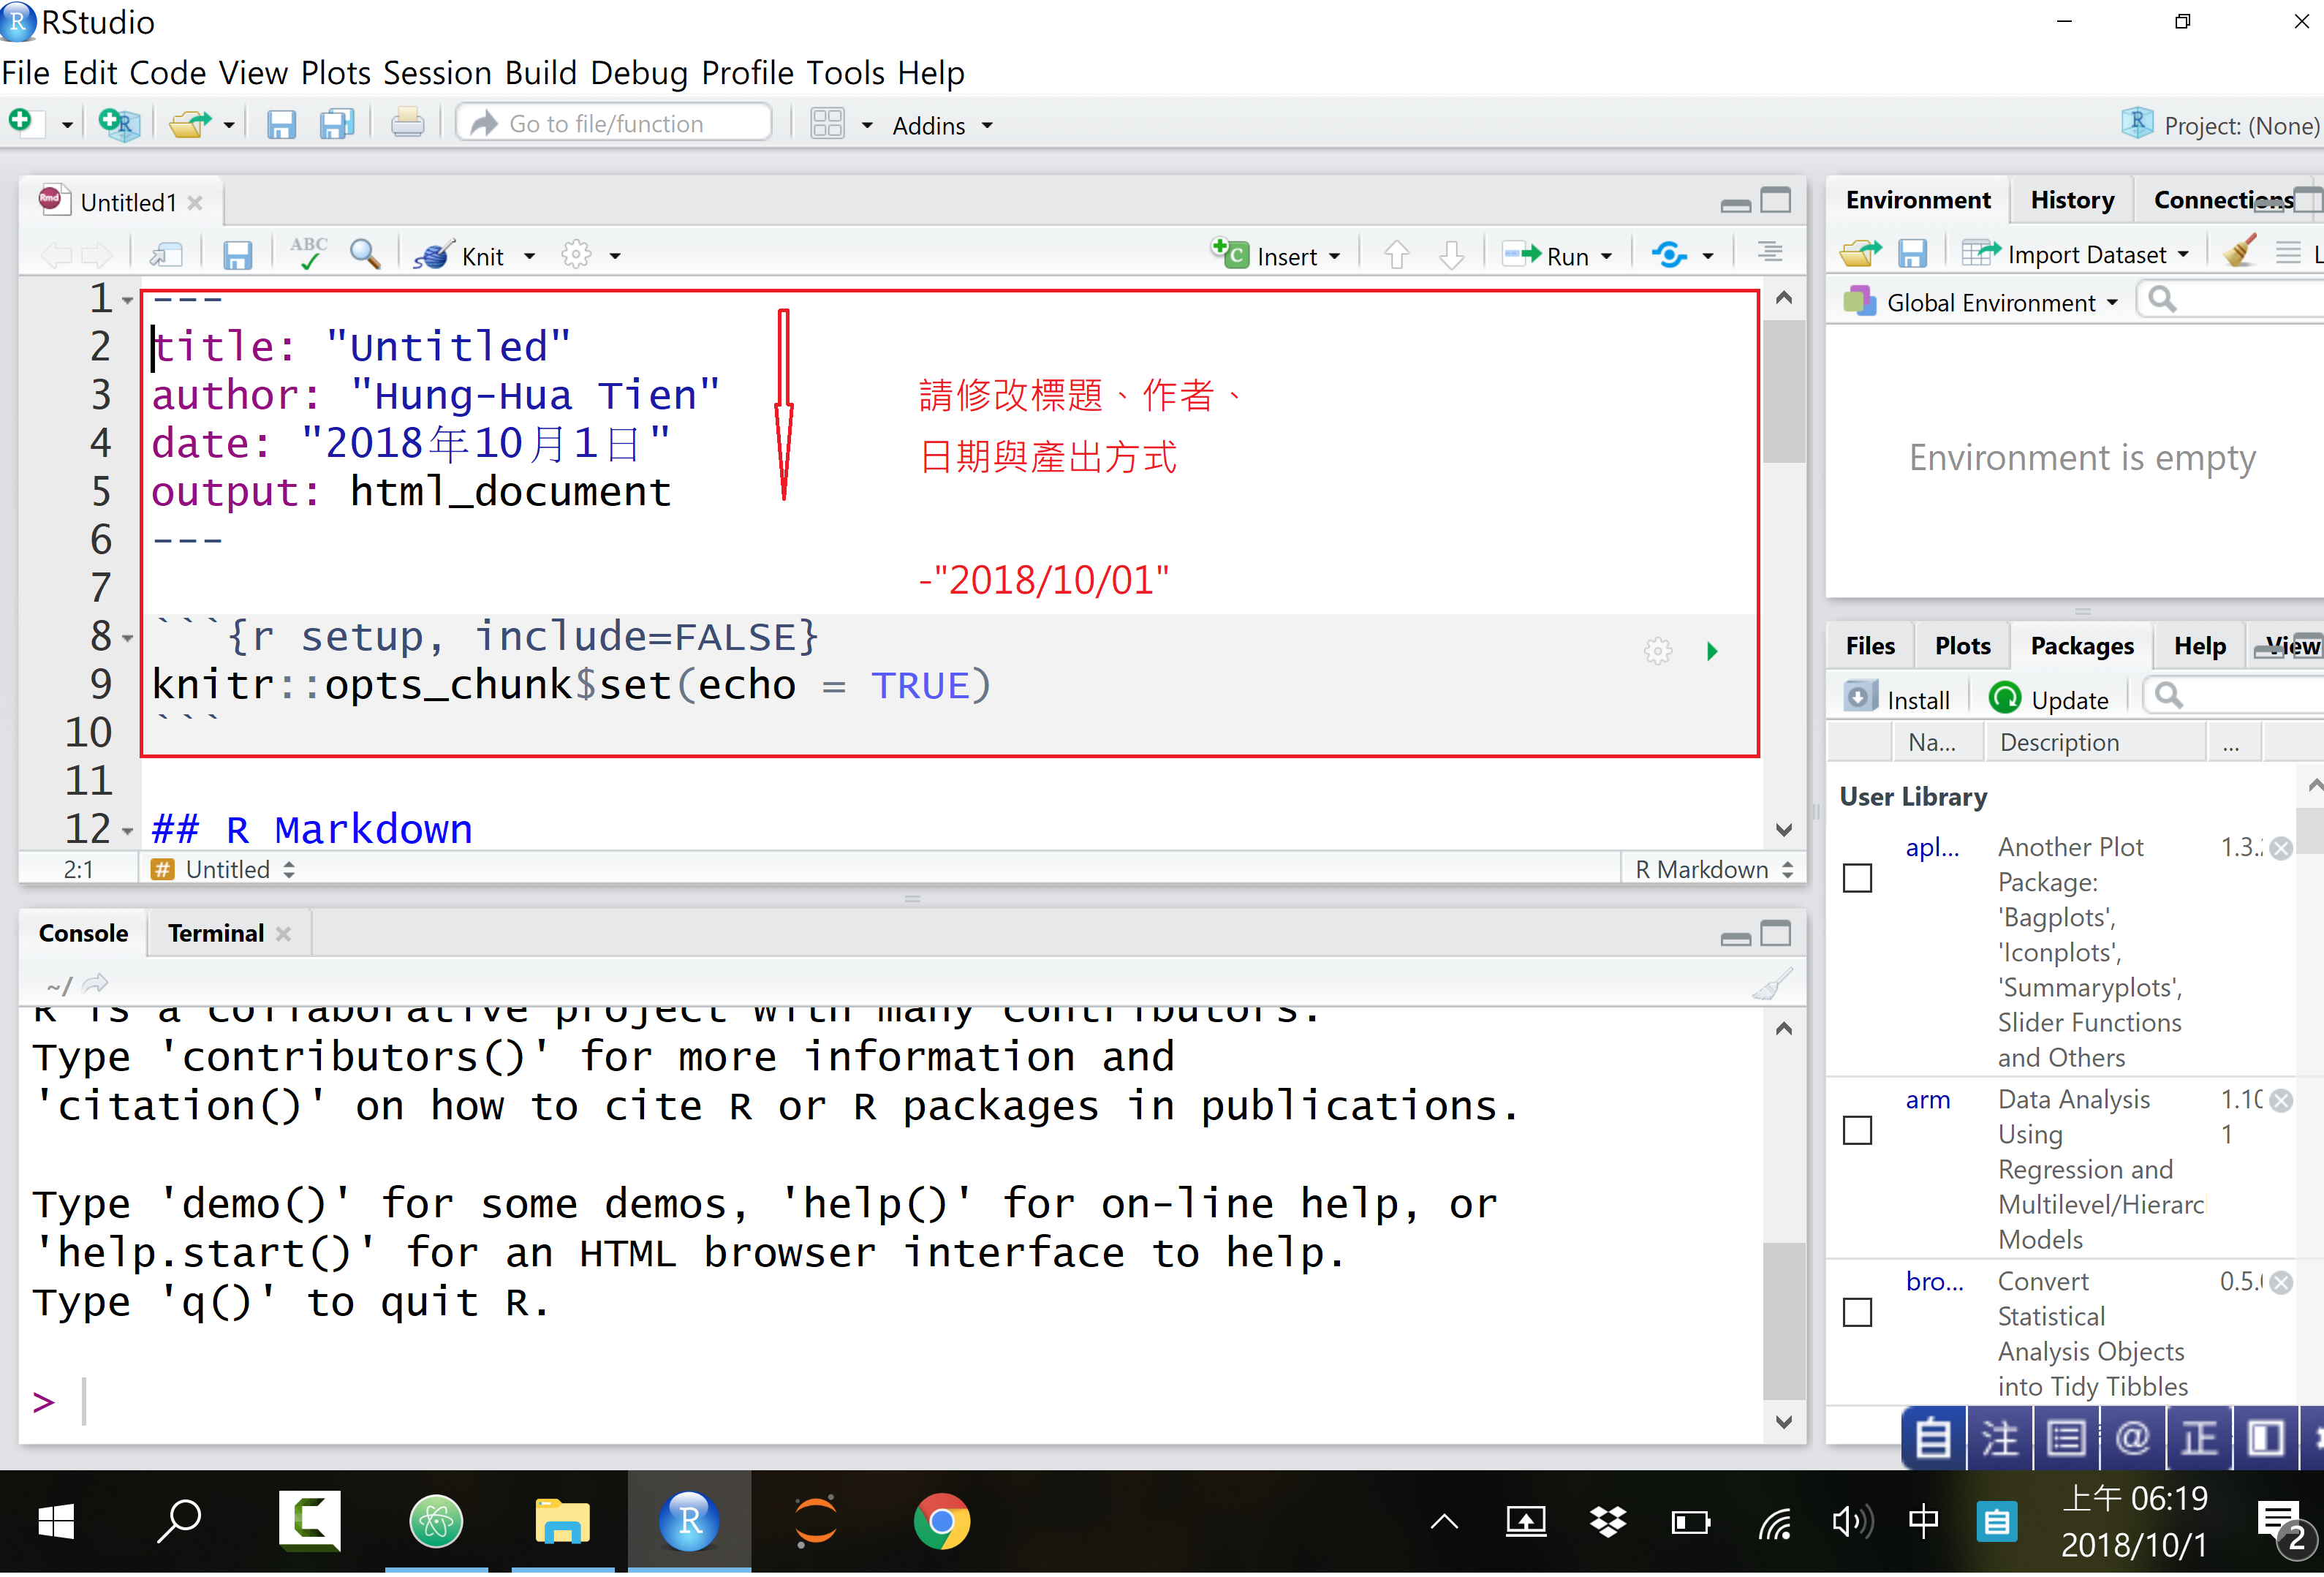 RStudio
File Edit Code View Plots Session Build Debug Profile Tools Help
Go to file/function
Addins
Project: (None)
Untitled1
ABC
Knit
Insert
Run
1 ---
2 title: "Untitled"
3 author: "Hung-Hua Tien"
4 date: "2018年10月1日"
5 output: html_document
6 ---
7
8 ```{r setup, include=FALSE}
9 knitr::opts_chunk$set(echo = TRUE)
10 ```
11
12 ## R Markdown
請修改標題、作者、
日期與產出方式
-"2018/10/01"
2:1
# Untitled
R Markdown
Console Terminal
~/
R is a collaborative project with many contributors.
Type 'contributors()' for more information and
'citation()' on how to cite R or R packages in publications.
Type 'demo()' for some demos, 'help()' for on-line help, or
'help.start()' for an HTML browser interface to help.
Type 'q()' to quit R.
>
Environment History Connections
Import Dataset
Global Environment
Environment is empty
Files Plots Packages Help View
Install Update
Na... Description ...
User Library
apl... Another Plot 1.3.
Package:
'Bagplots',
'Iconplots',
'Summaryplots',
Slider Functions
and Others
arm Data Analysis 1.10
Using 1
Regression and
Multilevel/Hierarc
Models
bro... Convert 0.5.
Statistical
Analysis Objects
into Tidy Tibbles
自 注 @ 正
中 自
上午 06:19
2018/10/1
2